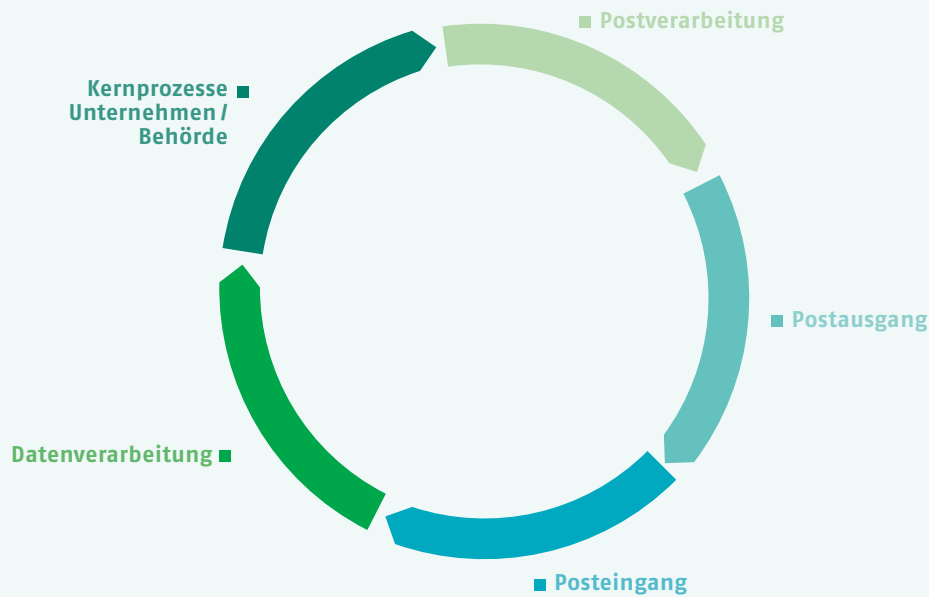 Postverarbeitung
Kernprozesse
Unternehmen /
Behörde
Postausgang
Datenverarbeitung
Posteingang